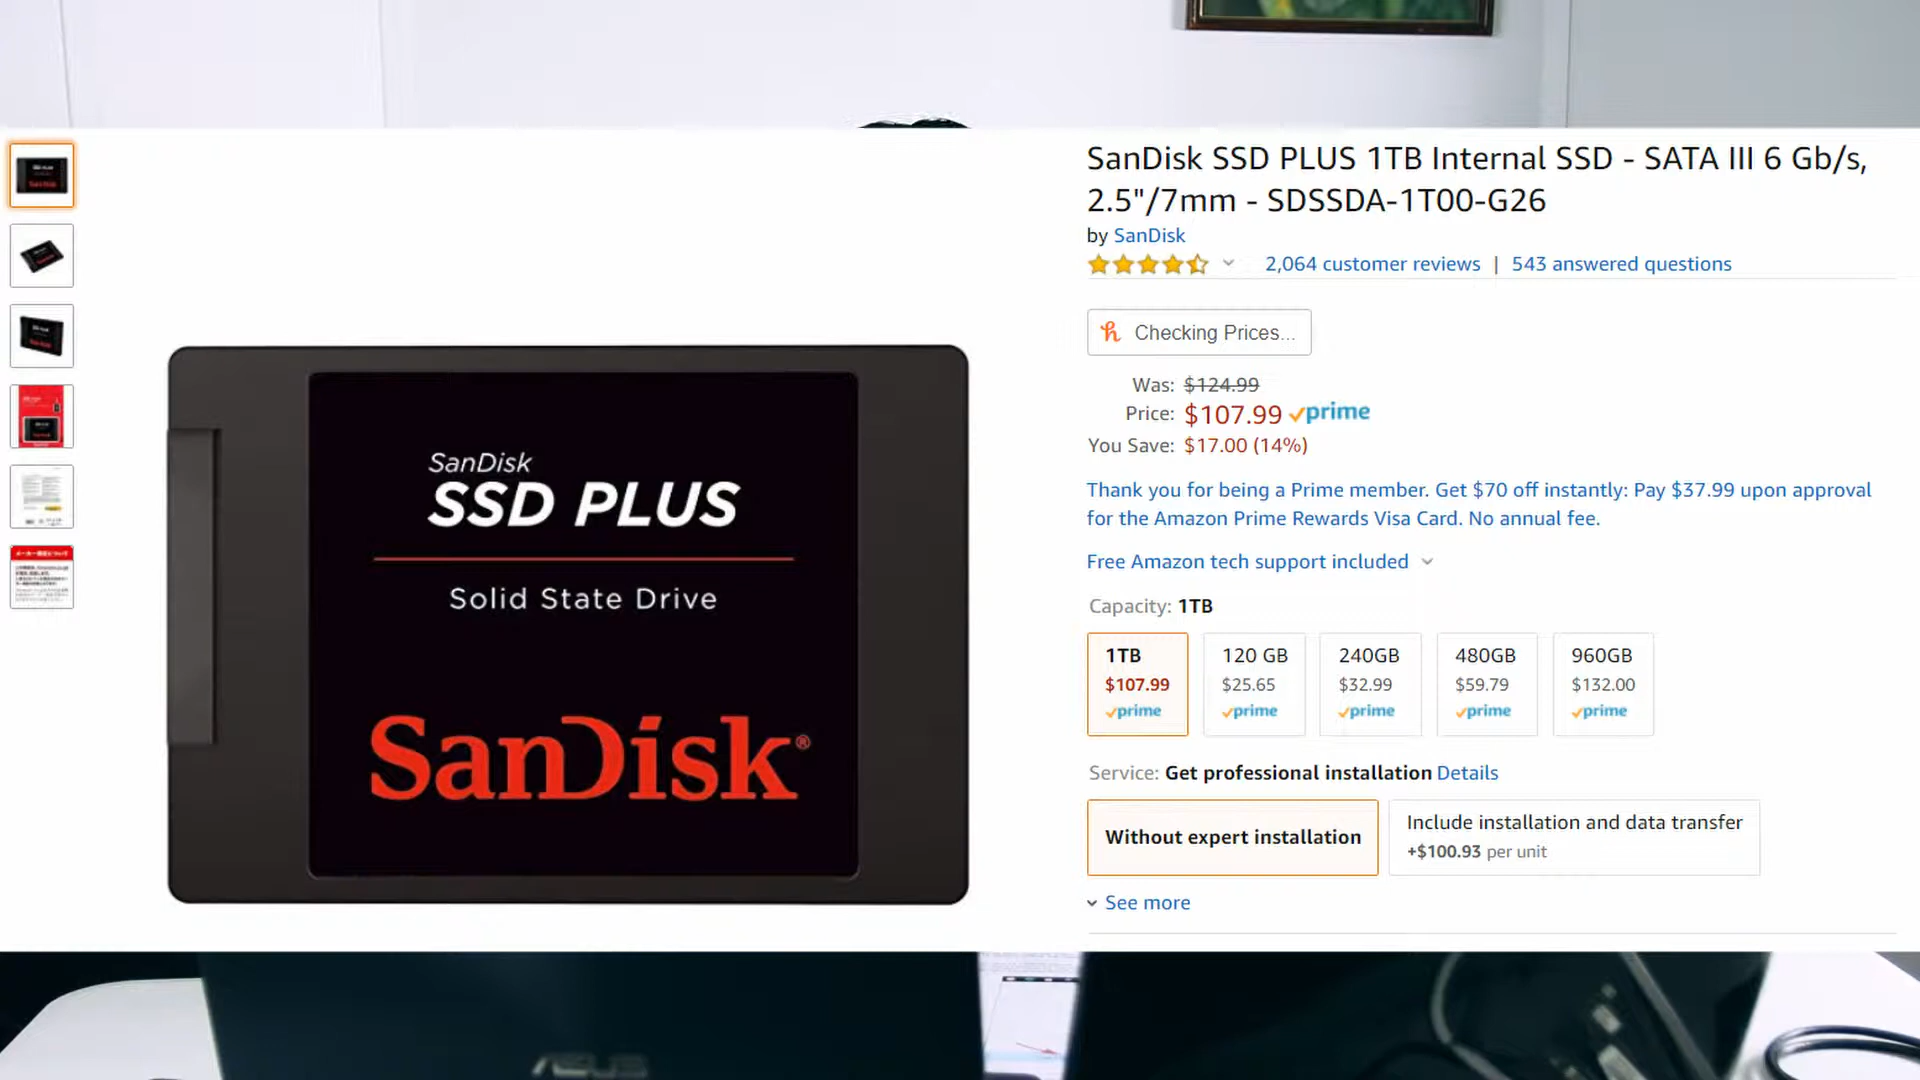 SanDisk SSD PLUS 1TB Internal SSD - SATA III 6 Gb/s,
2.5"/7mm - SDSSDA-1T00-G26
by SanDisk
2,064 customer reviews | 543 answered questions
Checking Prices...
Was: $124.99
Price: $107.99 prime
You Save: $17.00 (14%)
Thank you for being a Prime member. Get $70 off instantly: Pay $37.99 upon approval
for the Amazon Prime Rewards Visa Card. No annual fee.
Free Amazon tech support included
Capacity: 1TB
1TB 120 GB 240GB 480GB 960GB
$107.99 $25.65 $32.99 $59.79 $132.00
prime prime prime prime prime
Service: Get professional installation Details
Without expert installation
Include installation and data transfer
+$100.93 per unit
See more
SanDisk
SSD PLUS
Solid State Drive
SanDisk®